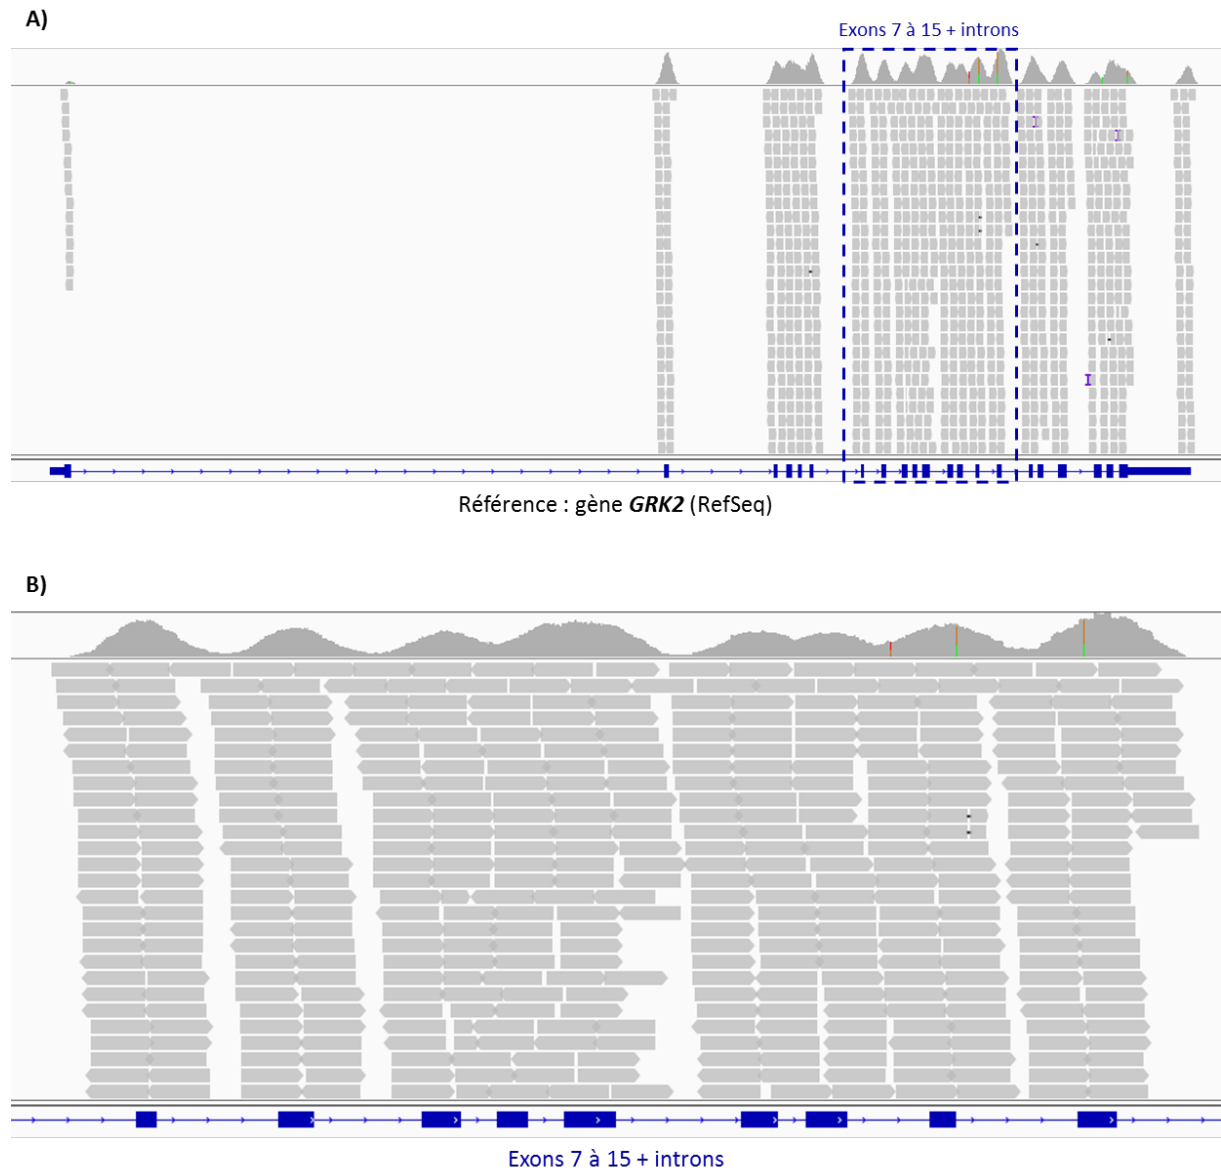 A)
Exons 7 à 15 + introns
Référence : gène GRK2 (RefSeq)
B)
Exons 7 à 15 + introns